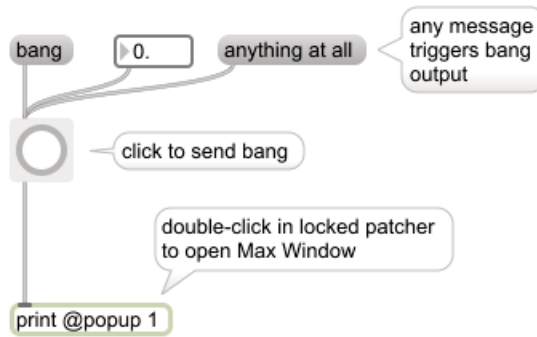 bang
0.
anything at all
any message
triggers bang
output
click to send bang
double-click in locked patcher
to open Max Window
print @popup 1